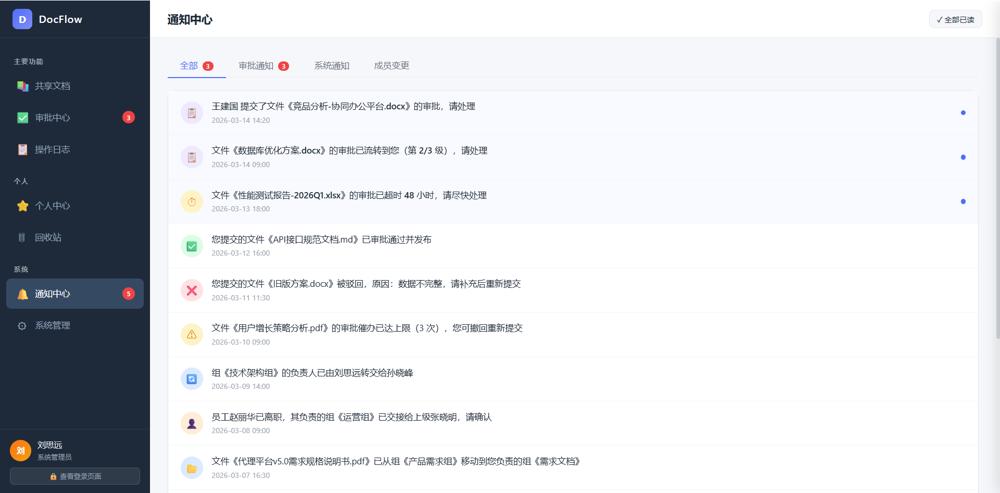 D DocFlow
主要功能
共享文档
审批中心 3
操作日志
个人
个人中心
回收站
系统
通知中心 5
系统管理
刘 刘思远
系统管理员
查看登录页面
通知中心
✓ 全部已读
全部 3 审批通知 3 系统通知 成员变更
王建国 提交了文件《竞品分析-协同办公平台.docx》的审批，请处理
2026-03-14 14:20
文件《数据库优化方案.docx》的审批已流转到您（第 2/3 级），请处理
2026-03-14 09:00
文件《性能测试报告-2026Q1.xlsx》的审批已超时 48 小时，请尽快处理
2026-03-13 18:00
您提交的文件《API接口规范文档.md》已审批通过并发布
2026-03-12 16:00
您提交的文件《旧版方案.docx》被驳回，原因：数据不完整，请补充后重新提交
2026-03-11 11:30
文件《用户增长策略分析.pdf》的审批催办已达上限（3 次），您可撤回重新提交
2026-03-10 09:00
组《技术架构组》的负责人已由刘思远转交给孙晓峰
2026-03-09 14:00
员工赵丽华已离职，其负责的组《运营组》已交接给上级张晓明，请确认
2026-03-08 09:00
文件《代理平台v5.0需求规格说明书.pdf》已从组《产品需求组》移动到您负责的组《需求文档》
2026-03-07 16:30